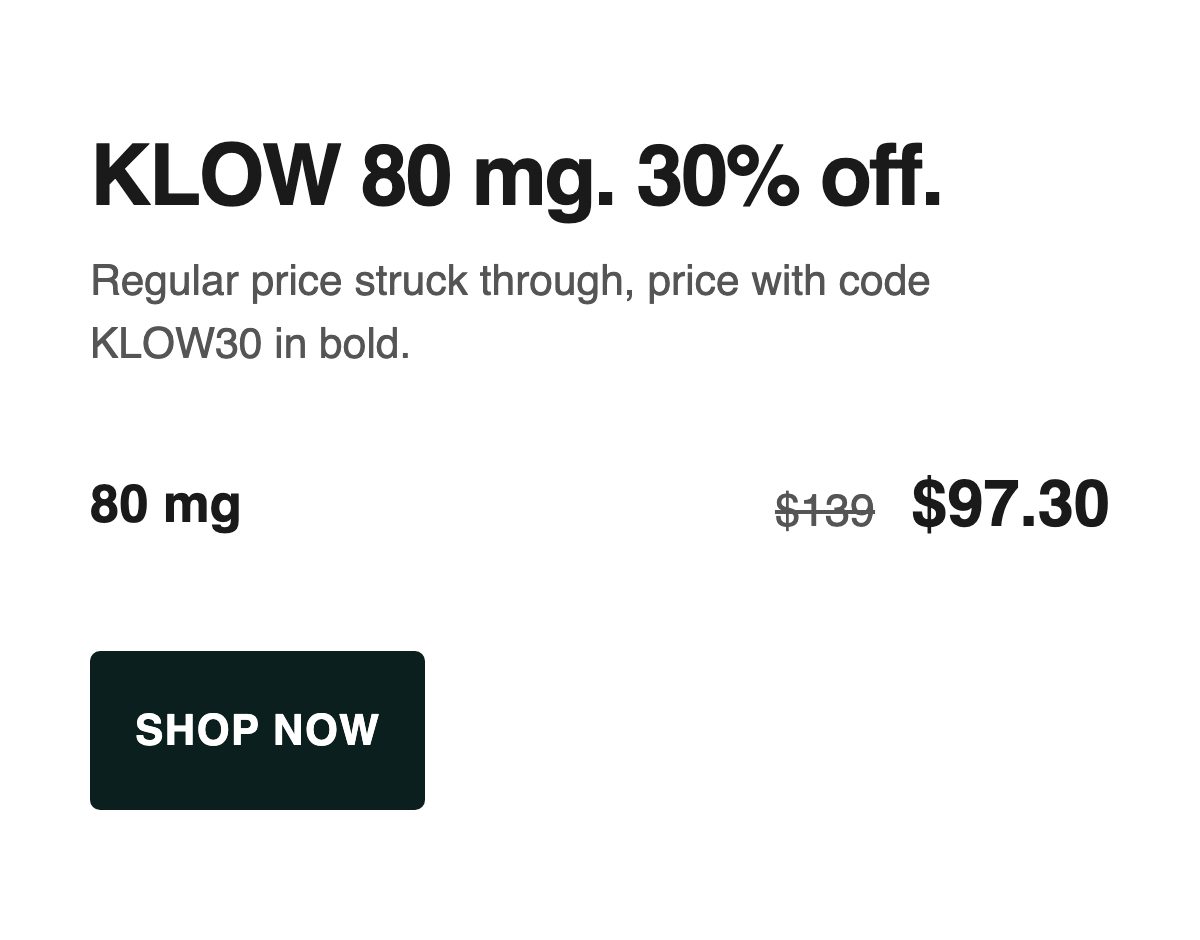 KLOW 80 mg. 30% off.
Regular price struck through, price with code
KLOW30 in bold.
80 mg $139 $97.30
SHOP NOW